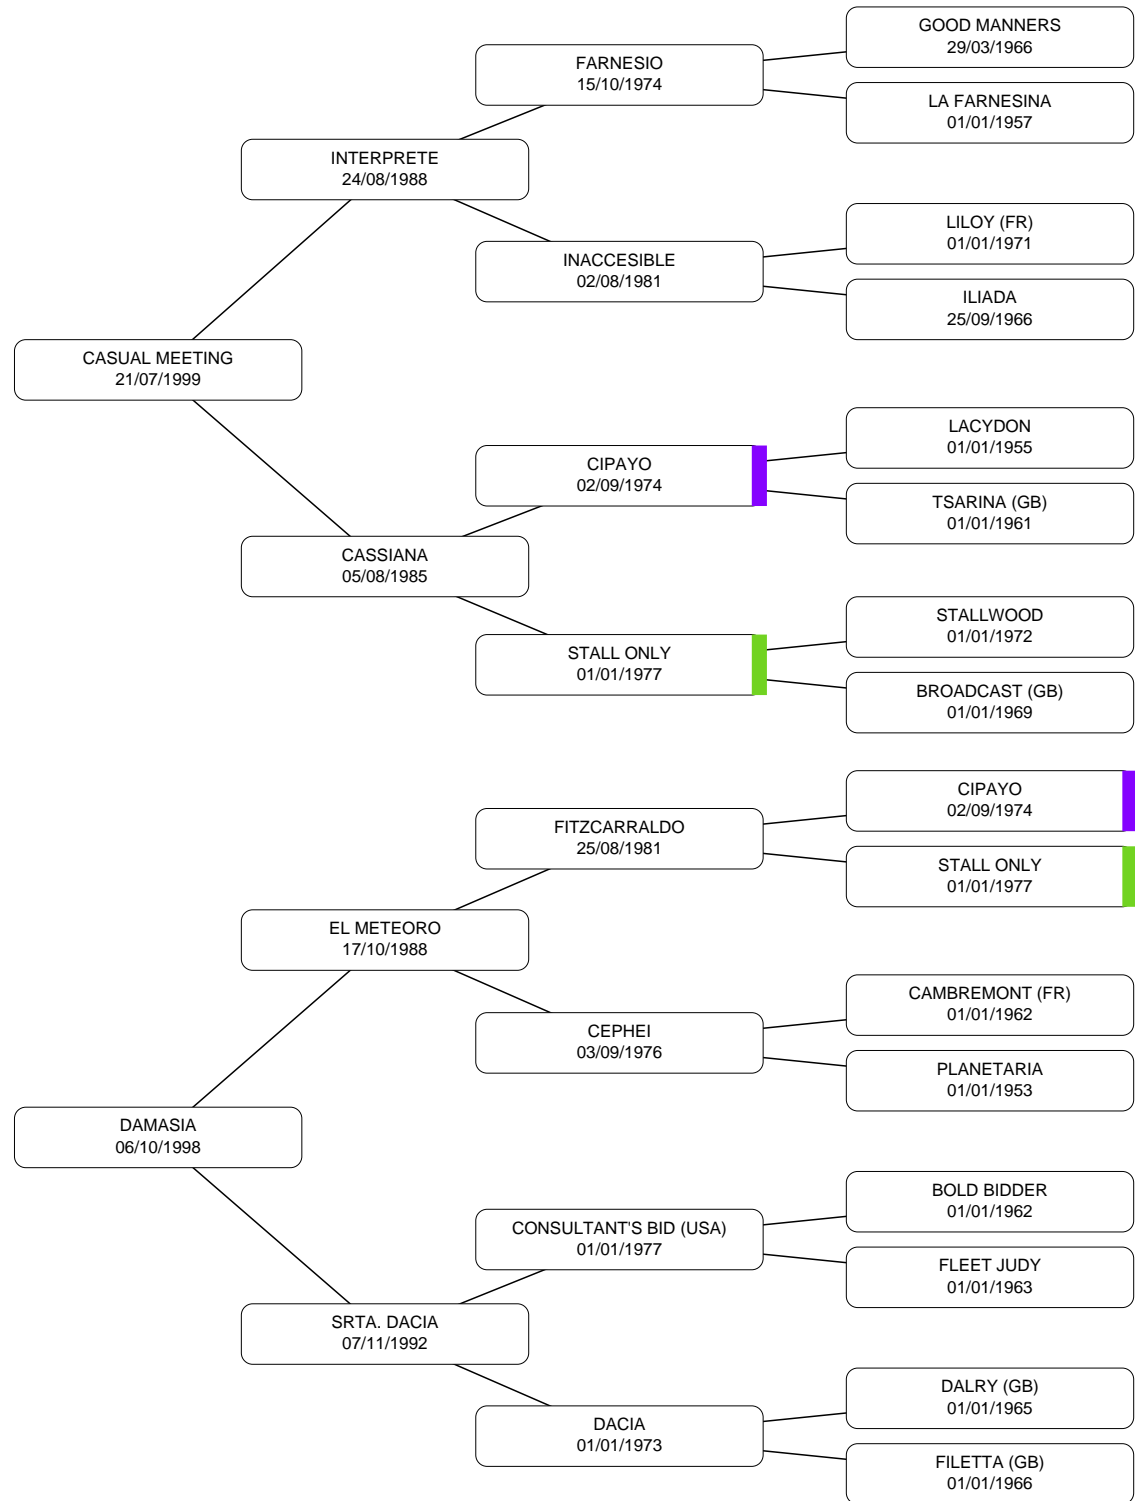 GOOD MANNERS
29/03/1966
FARNESIO
15/10/1974
LA FARNESINA
01/01/1957
INTERPRETE
24/08/1988
LILOY (FR)
01/01/1971
INACCESIBLE
02/08/1981
ILIADA
25/09/1966
CASUAL MEETING
21/07/1999
LACYDON
01/01/1955
CIPAYO
02/09/1974
TSARINA (GB)
01/01/1961
CASSIANA
05/08/1985
STALLWOOD
01/01/1972
STALL ONLY
01/01/1977
BROADCAST (GB)
01/01/1969
CIPAYO
02/09/1974
FITZCARRALDO
25/08/1981
STALL ONLY
01/01/1977
EL METEORO
17/10/1988
CAMBREMONT (FR)
01/01/1962
CEPHEI
03/09/1976
PLANETARIA
01/01/1953
DAMASIA
06/10/1998
BOLD BIDDER
01/01/1962
CONSULTANT'S BID (USA)
01/01/1977
FLEET JUDY
01/01/1963
SRTA. DACIA
07/11/1992
DALRY (GB)
01/01/1965
DACIA
01/01/1973
FILETTA (GB)
01/01/1966